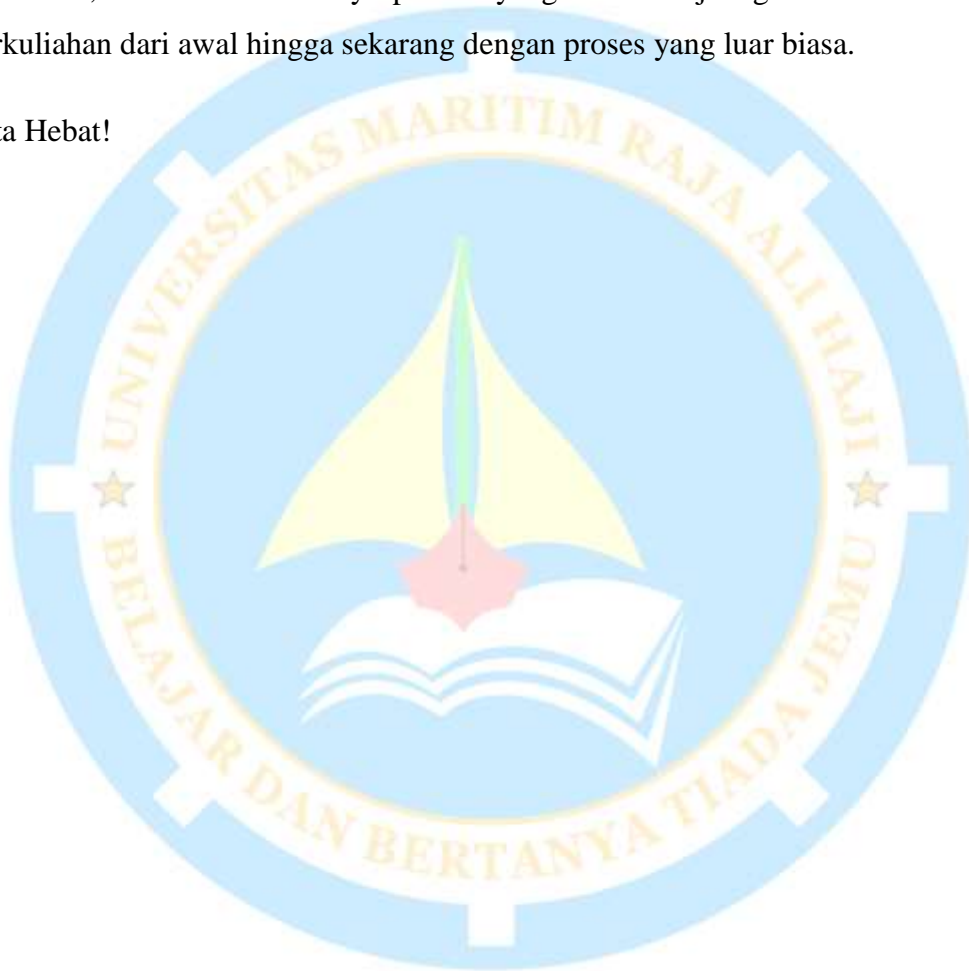 rkuliahan dari awal hingga sekarang dengan proses yang luar biasa.
ta Hebat!
UNIVERSITAS MARITIM RAJA ALI HAJI
BELAJAR DAN BERTANYA TIADA JEMU